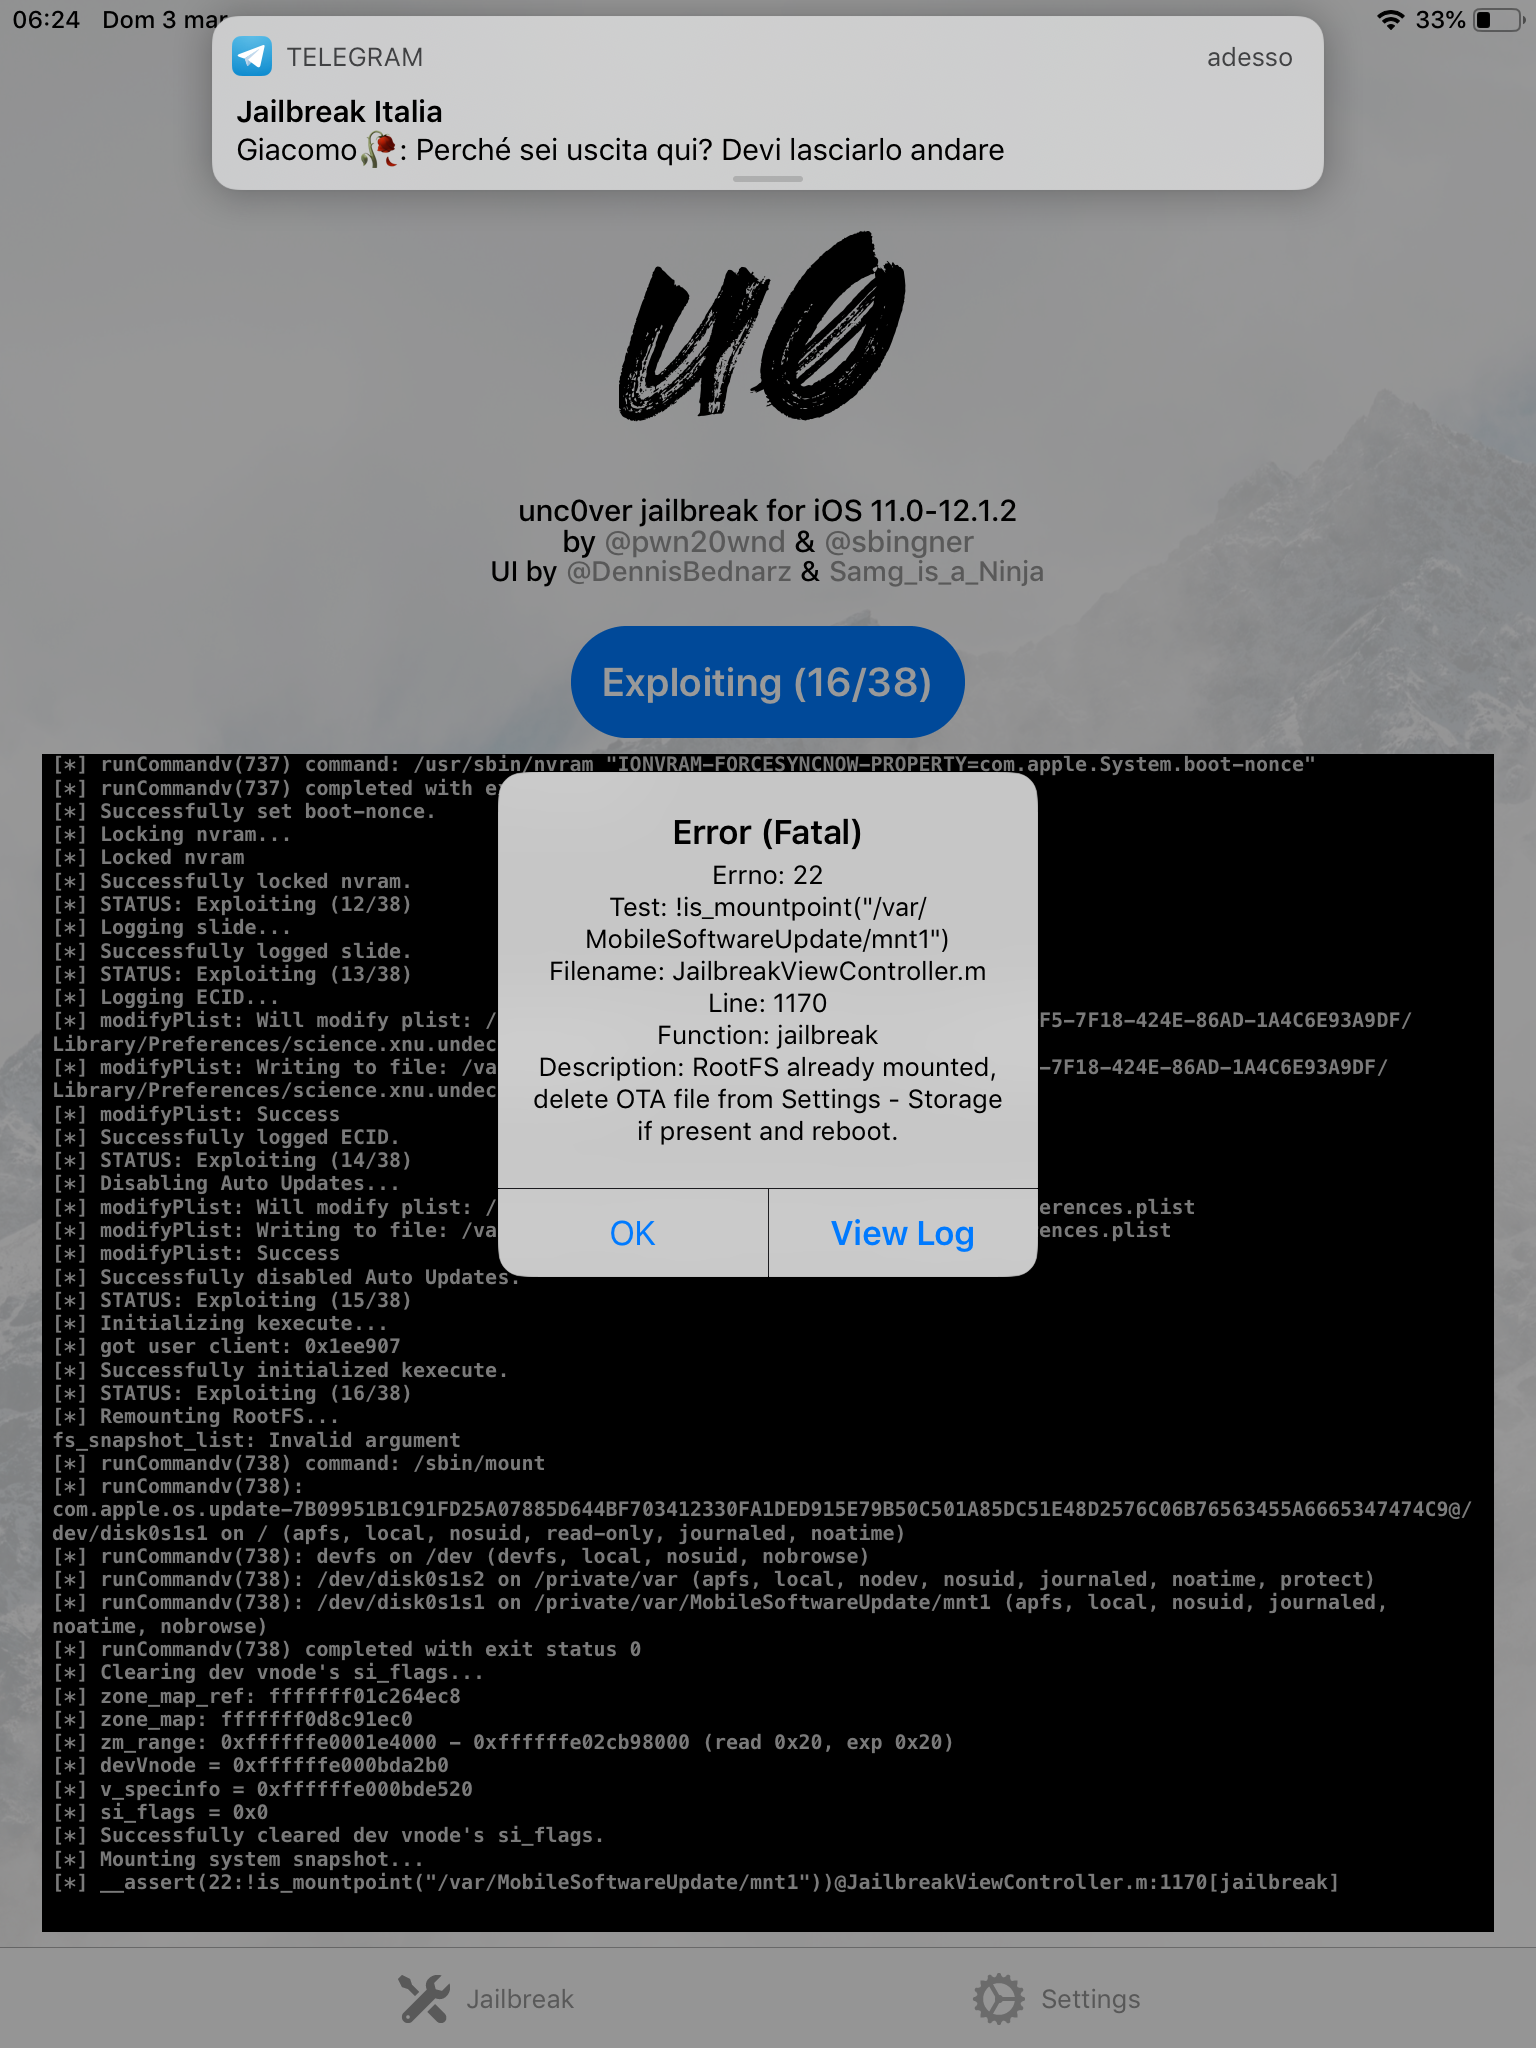 06:24 Dom 3 mar
33%
TELEGRAM
adesso
Jailbreak Italia
Giacomo🥀: Perché sei uscita qui? Devi lasciarlo andare
u0
unc0ver jailbreak for iOS 11.0-12.1.2
by @pwn20wnd & @sbingner
UI by @DennisBednarz & Samg_is_a_Ninja
Exploiting (16/38)
[*] runCommandv(737) command: /usr/sbin/nvram "IONVRAM-FORCESYNCNOW-PROPERTY=com.apple.System.boot-nonce"
[*] runCommandv(737) completed with e
[*] Successfully set boot-nonce.
[*] Locking nvram...
[*] Locked nvram
[*] Successfully locked nvram.
[*] STATUS: Exploiting (12/38)
[*] Logging slide...
[*] Successfully logged slide.
[*] STATUS: Exploiting (13/38)
[*] Logging ECID...
[*] modifyPlist: Will modify plist: / F5-7F18-424E-86AD-1A4C6E93A9DF/
Library/Preferences/science.xnu.undec
[*] modifyPlist: Writing to file: /va -7F18-424E-86AD-1A4C6E93A9DF/
Library/Preferences/science.xnu.undec
[*] modifyPlist: Success
[*] Successfully logged ECID.
[*] STATUS: Exploiting (14/38)
[*] Disabling Auto Updates...
[*] modifyPlist: Will modify plist: / erences.plist
[*] modifyPlist: Writing to file: /va ences.plist
[*] modifyPlist: Success
[*] Successfully disabled Auto Updates.
[*] STATUS: Exploiting (15/38)
[*] Initializing kexecute...
[*] got user client: 0x1ee907
[*] Successfully initialized kexecute.
[*] STATUS: Exploiting (16/38)
[*] Remounting RootFS...
fs_snapshot_list: Invalid argument
[*] runCommandv(738) command: /sbin/mount
[*] runCommandv(738):
com.apple.os.update-7B09951B1C91FD25A07885D644BF703412330FA1DED915E79B50C501A85DC51E48D2576C06B76563455A6665347474C9@/
dev/disk0s1s1 on / (apfs, local, nosuid, read-only, journaled, noatime)
[*] runCommandv(738): devfs on /dev (devfs, local, nosuid, nobrowse)
[*] runCommandv(738): /dev/disk0s1s2 on /private/var (apfs, local, nodev, nosuid, journaled, noatime, protect)
[*] runCommandv(738): /dev/disk0s1s1 on /private/var/MobileSoftwareUpdate/mnt1 (apfs, local, nosuid, journaled,
noatime, nobrowse)
[*] runCommandv(738) completed with exit status 0
[*] Clearing dev vnode's si_flags...
[*] zone_map_ref: fffffff01c264ec8
[*] zone_map: fffffff0d8c91ec0
[*] zm_range: 0xffffffe0001e4000 - 0xffffffe02cb98000 (read 0x20, exp 0x20)
[*] devVnode = 0xffffffe000bda2b0
[*] v_specinfo = 0xffffffe000bde520
[*] si_flags = 0x0
[*] Successfully cleared dev vnode's si_flags.
[*] Mounting system snapshot...
[*] __assert(22:!is_mountpoint("/var/MobileSoftwareUpdate/mnt1"))@JailbreakViewController.m:1170[jailbreak]
Error (Fatal)
Errno: 22
Test: !is_mountpoint("/var/
MobileSoftwareUpdate/mnt1")
Filename: JailbreakViewController.m
Line: 1170
Function: jailbreak
Description: RootFS already mounted,
delete OTA file from Settings - Storage
if present and reboot.
OK
View Log
Jailbreak
Settings